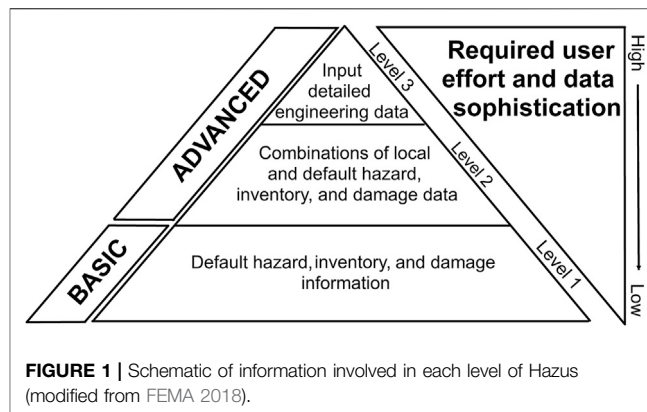 ADVANCED
BASIC
Input
detailed
engineering data
Level 3
Combinations of local
and default hazard,
inventory, and damage data
Level 2
Default hazard, inventory, and damage
information
Level 1
Required user
effort and data
sophistication
High
Low
FIGURE 1 | Schematic of information involved in each level of Hazus
(modified from FEMA 2018).